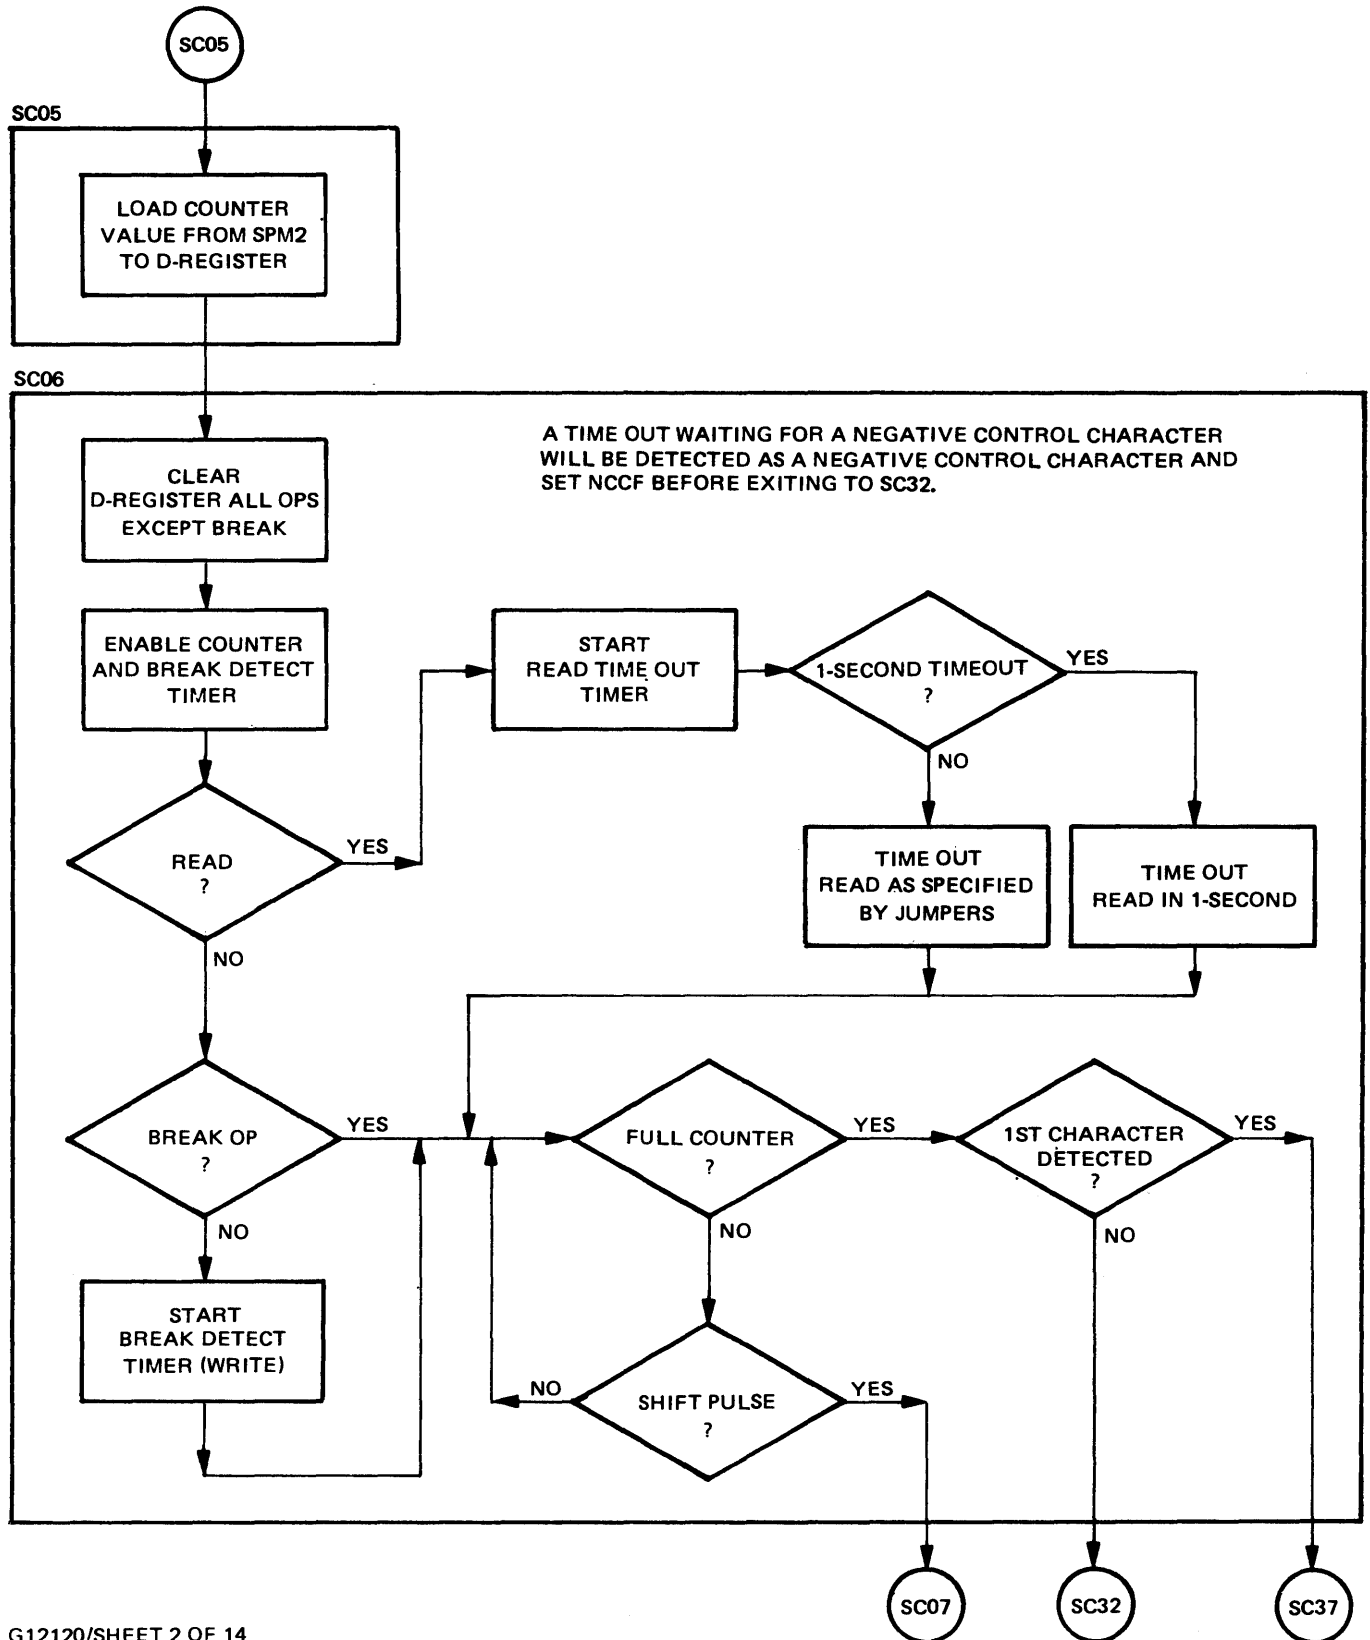 SC05
SC05
LOAD COUNTER
VALUE FROM SPM2
TO D-REGISTER
SC06
A TIME OUT WAITING FOR A NEGATIVE CONTROL CHARACTER
WILL BE DETECTED AS A NEGATIVE CONTROL CHARACTER AND
SET NCCF BEFORE EXITING TO SC32.
CLEAR
D-REGISTER ALL OPS
EXCEPT BREAK
ENABLE COUNTER
AND BREAK DETECT
TIMER
START
READ TIME OUT
TIMER
1-SECOND TIMEOUT
?
YES
NO
READ
?
YES
NO
TIME OUT
READ AS SPECIFIED
BY JUMPERS
TIME OUT
READ IN 1-SECOND
BREAK OP
?
YES
NO
FULL COUNTER
?
YES
NO
1ST CHARACTER
DETECTED
?
YES
NO
START
BREAK DETECT
TIMER (WRITE)
SHIFT PULSE
?
NO
YES
SC07
SC32
SC37
G12120/SHEET 2 OF 14